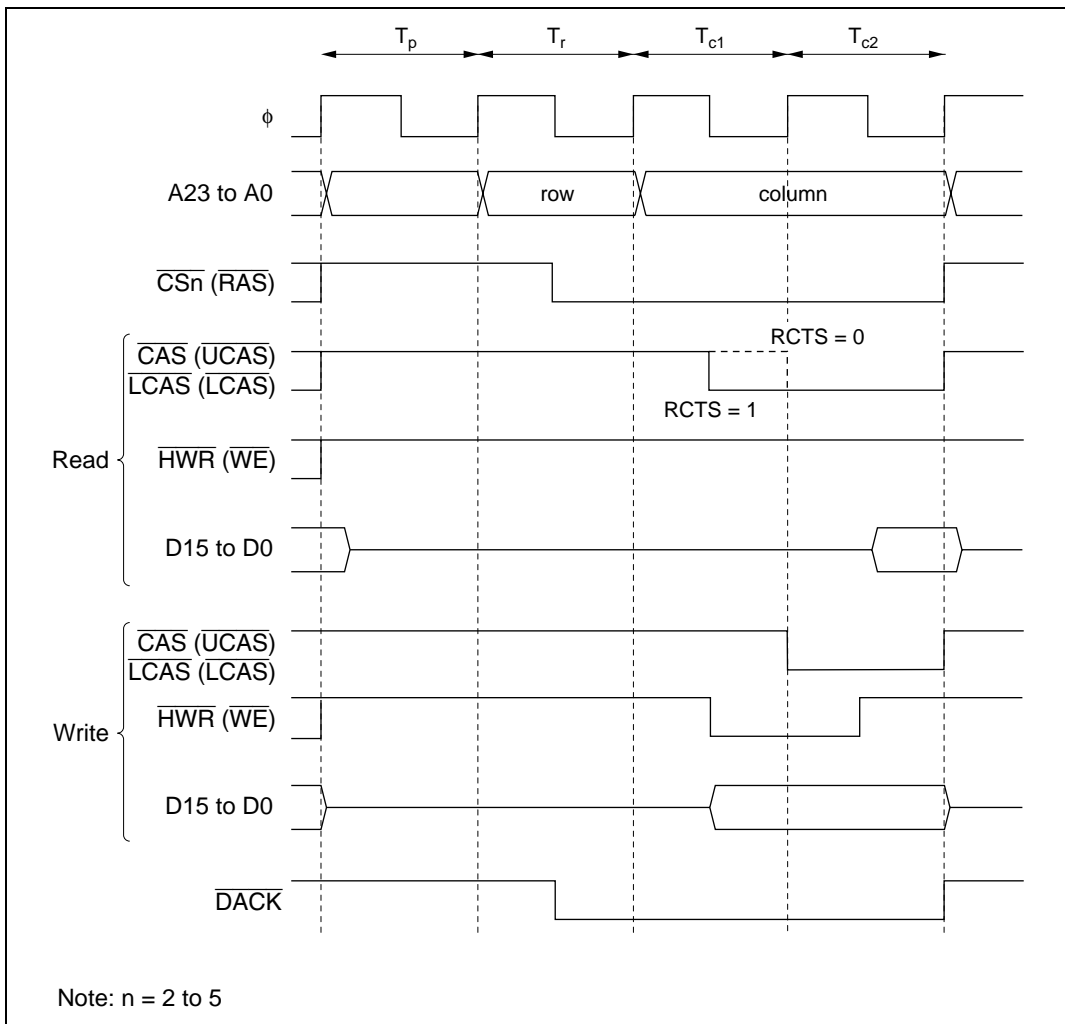 Tp Tr Tc1 Tc2
ϕ
A23 to A0 row column
CSn (RAS)
RCTS = 0
CAS (UCAS)
LCAS (LCAS)
RCTS = 1
Read HWR (WE)
D15 to D0
CAS (UCAS)
LCAS (LCAS)
Write HWR (WE)
D15 to D0
DACK
Note: n = 2 to 5